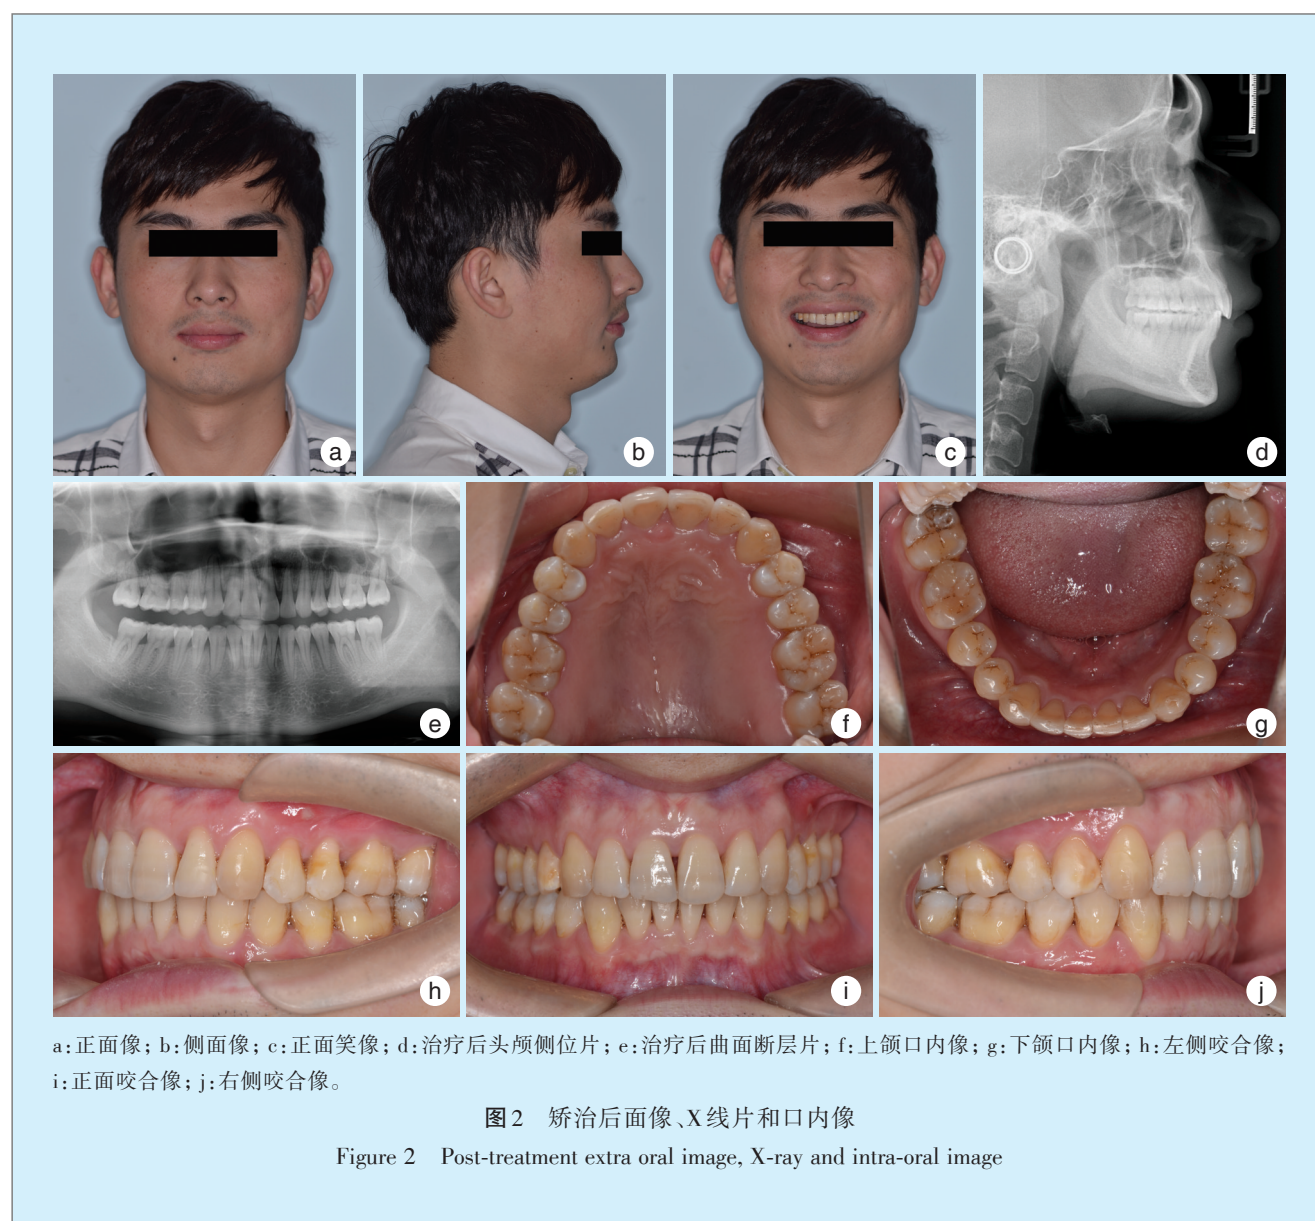 a
b
c
d
e
f
g
h
i
j
a:正面像;b:侧面像;c:正面笑像;d:治疗后头颅侧位片;e:治疗后曲面断层片;f:上颌口内像;g:下颌口内像;h:左侧咬合像;
i:正面咬合像;j:右侧咬合像。
图2 矫治后面像、X线片和口内像
Figure 2 Post-treatment extra oral image, X-ray and intra-oral image